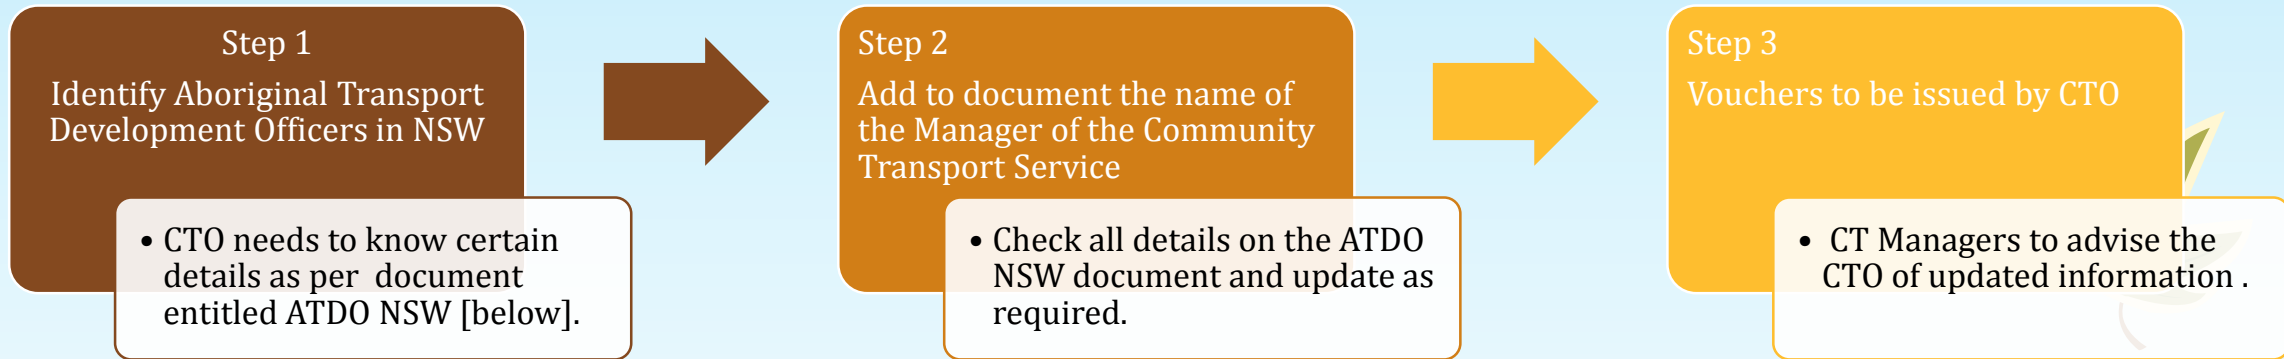 Step 1
Identify Aboriginal Transport
Development Officers in NSW
• CTO needs to know certain
details as per document
entitled ATDO NSW [below].
Step 2
Add to document the name of
the Manager of the Community
Transport Service
• Check all details on the ATDO
NSW document and update as
required.
Step 3
Vouchers to be issued by CTO
• CT Managers to advise the
CTO of updated information .